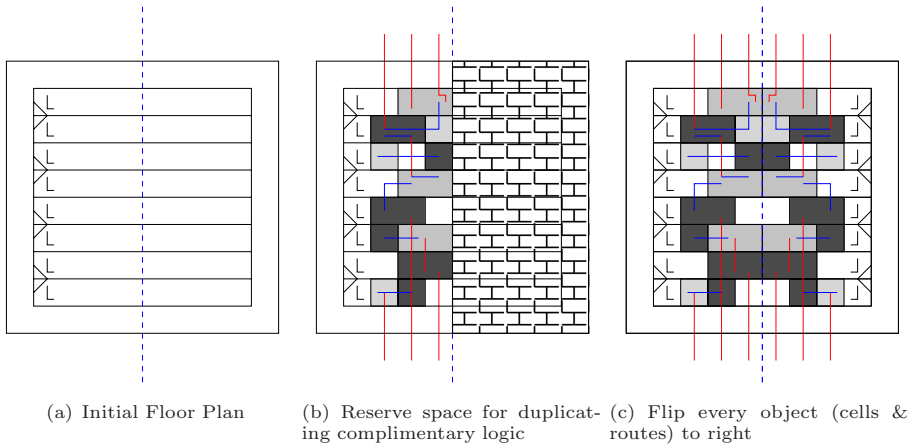 (a) Initial Floor Plan
(b) Reserve space for duplicat-
ing complimentary logic
(c) Flip every object (cells &
routes) to right